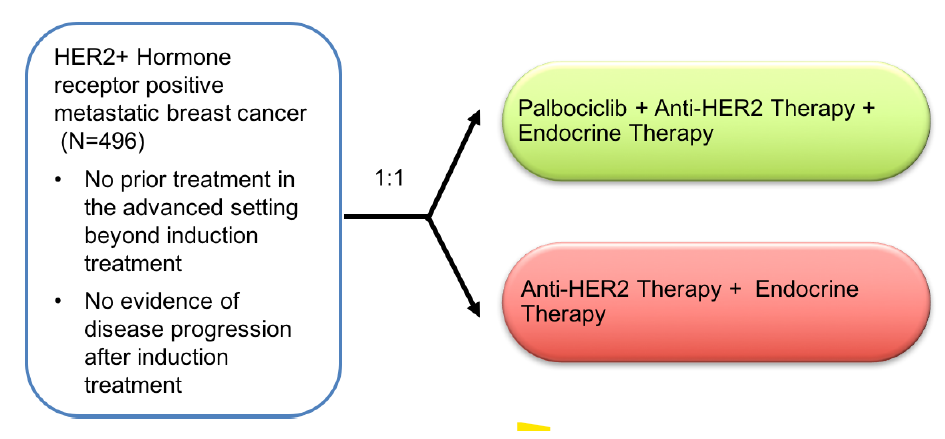 HER2+ Hormone
receptor positive
metastatic breast cancer
(N=496)
• No prior treatment in
the advanced setting
beyond induction
treatment
• No evidence of
disease progression
after induction
treatment
1:1
Palbociclib + Anti-HER2 Therapy +
Endocrine Therapy
Anti-HER2 Therapy + Endocrine
Therapy